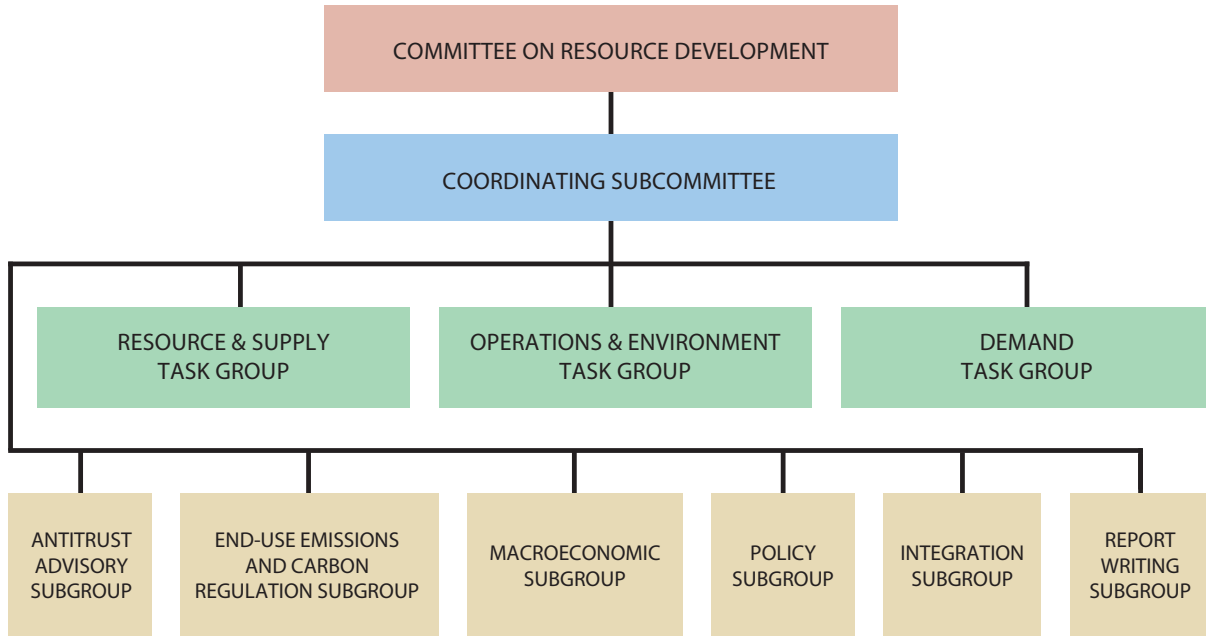 COMMITTEE ON RESOURCE DEVELOPMENT
COORDINATING SUBCOMMITTEE
RESOURCE & SUPPLY
TASK GROUP
OPERATIONS & ENVIRONMENT
TASK GROUP
DEMAND
TASK GROUP
ANTITRUST
ADVISORY
SUBGROUP
END-USE EMISSIONS
AND CARBON
REGULATION SUBGROUP
MACROECONOMIC
SUBGROUP
POLICY
SUBGROUP
INTEGRATION
SUBGROUP
REPORT
WRITING
SUBGROUP